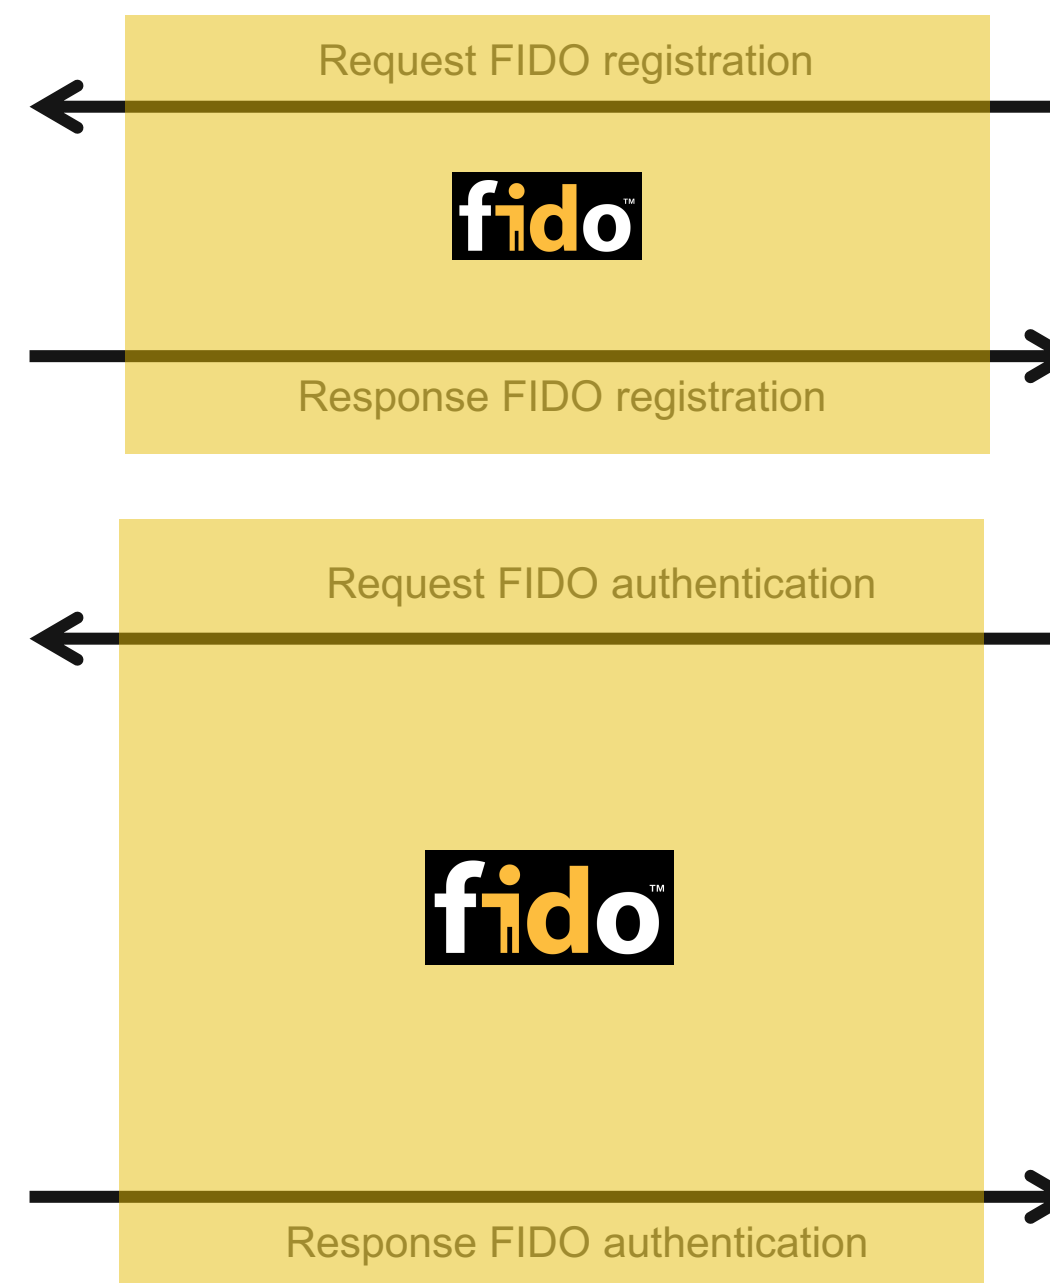 Request FIDO registration
fido™
Response FIDO registration
Request FIDO authentication
fido™
Response FIDO authentication